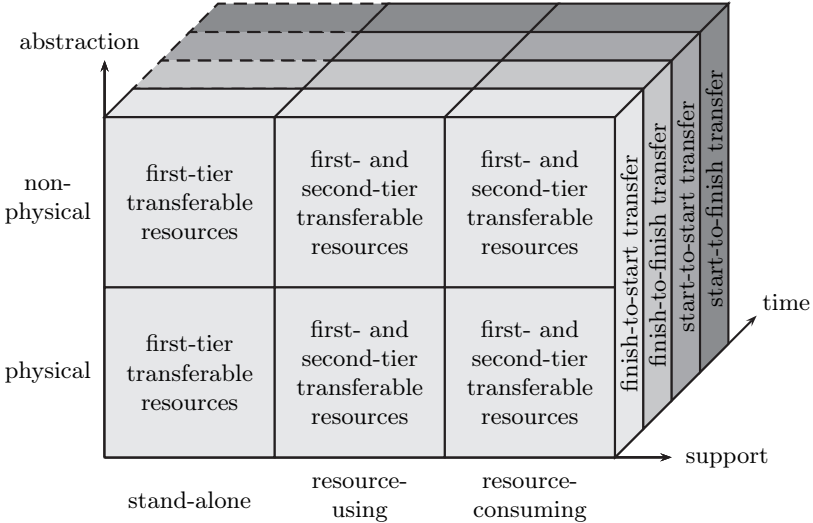 abstraction
non-
physical
first-tier
transferable
resources
first- and
second-tier
transferable
resources
first- and
second-tier
transferable
resources
physical
first-tier
transferable
resources
first- and
second-tier
transferable
resources
first- and
second-tier
transferable
resources
finish-to-start transfer
finish-to-finish transfer
start-to-start transfer
start-to-finish transfer
time
support
stand-alone
resource-
using
resource-
consuming